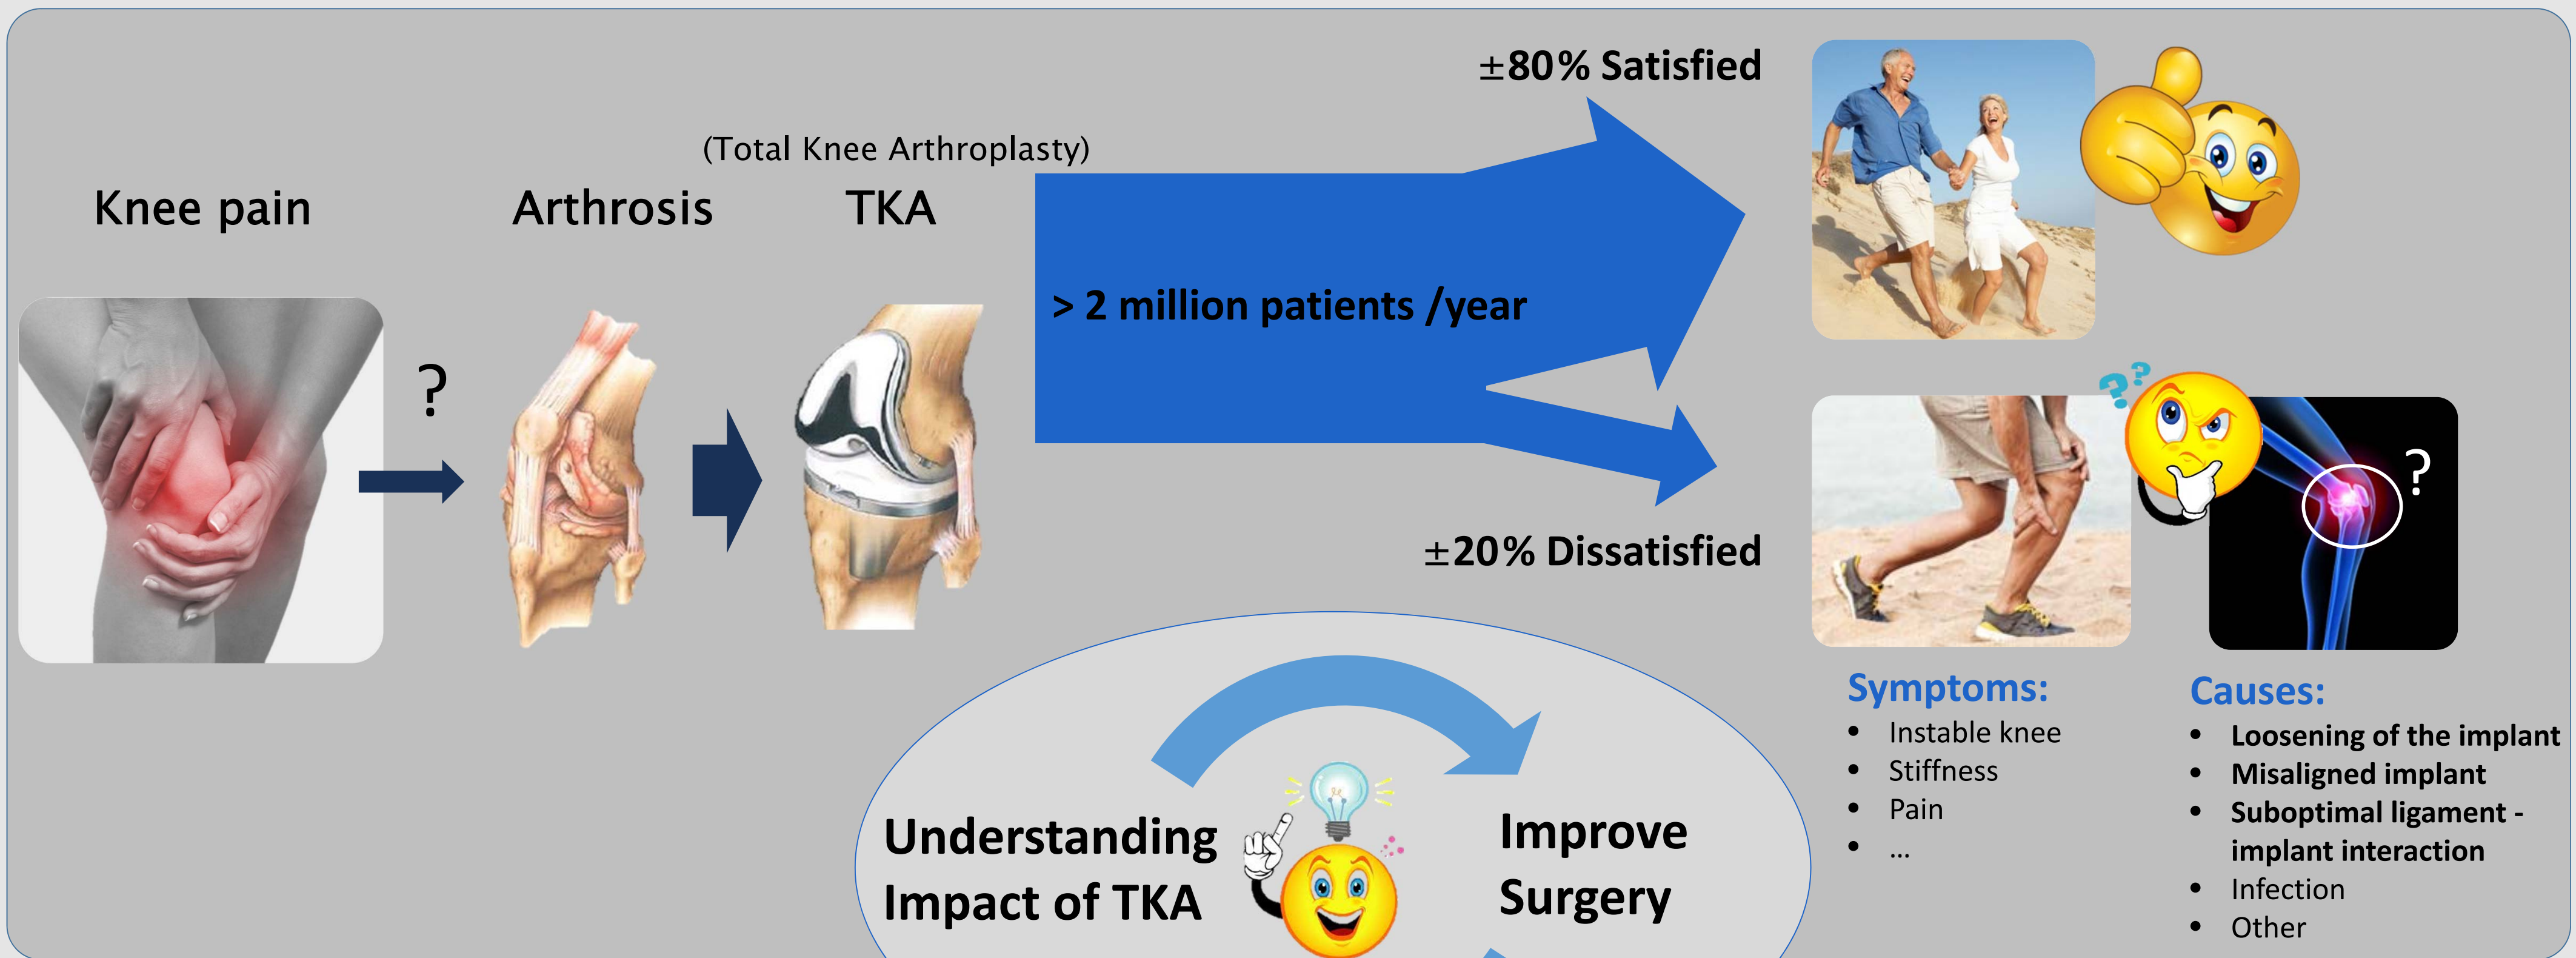 Knee pain
?
Arthrosis
(Total Knee Arthroplasty)
TKA
> 2 million patients /year
±80% Satisfied
±20% Dissatisfied
? ?
?
Symptoms:
• Instable knee
• Stiffness
• Pain
• ...
Causes:
• Loosening of the implant
• Misaligned implant
• Suboptimal ligament -
implant interaction
• Infection
• Other
Understanding
Impact of TKA
Improve
Surgery